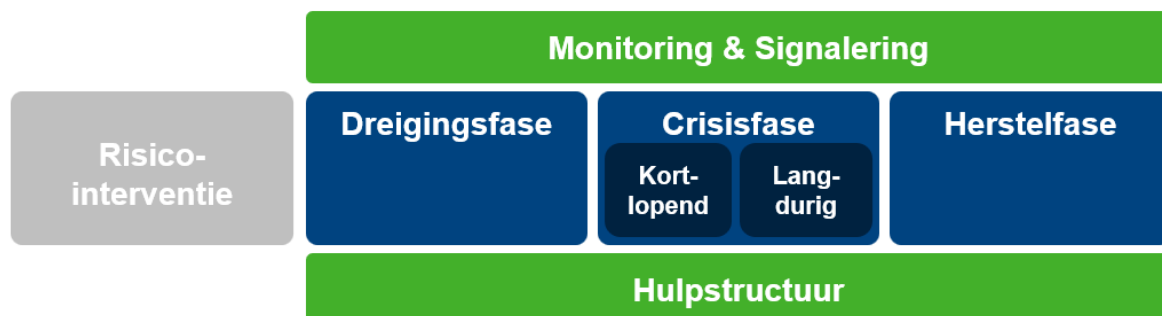 Monitoring & Signalering
Risico-
interventie
Dreigingsfase
Crisisfase
Kort-
lopend
Lang-
durig
Herstelfase
Hulpstructuur